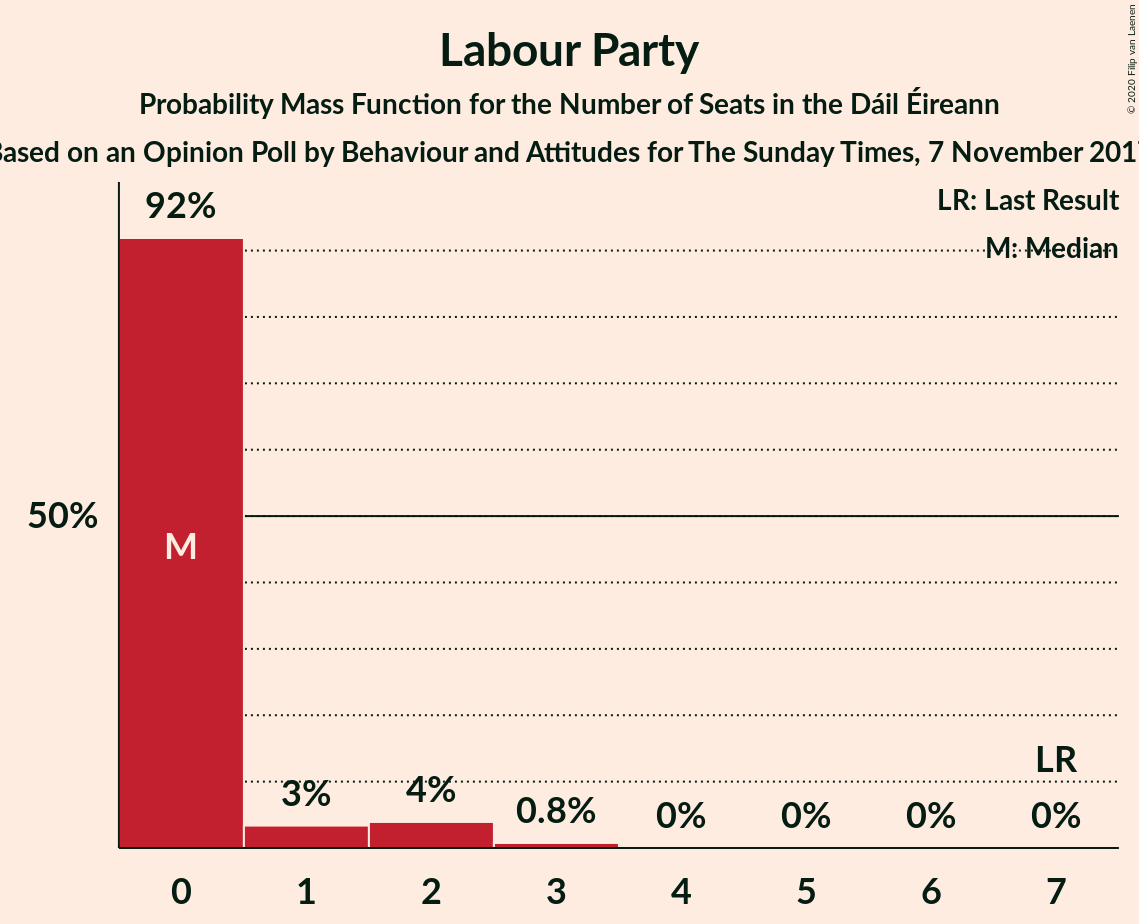 Labour Party
Probability Mass Function for the Number of Seats in the Dáil Éireann
on an Opinion Poll by Behaviour and Attitudes for The Sunday Times, 7 November
© 2020 Filip van Laenen
LR: Last Result
M: Median
92%
50%
M
LR
3%
4%
0.8%
0%
0%
0%
0%
0
1
2
3
4
5
6
7